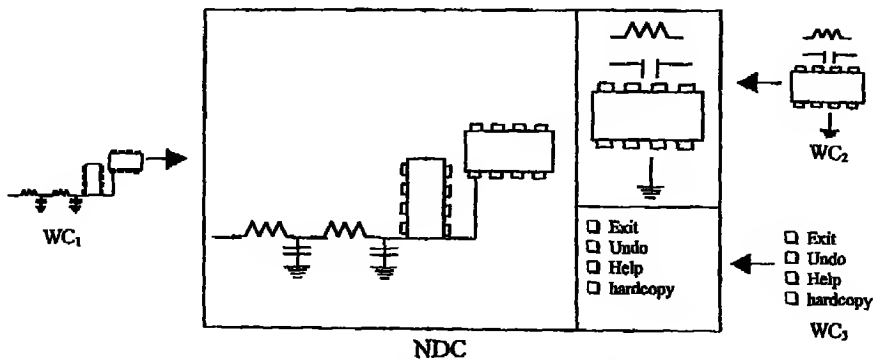 WC₁
Exit
Undo
Help
hardcopy
NDC
WC₂
Exit
Undo
Help
hardcopy
WC₃